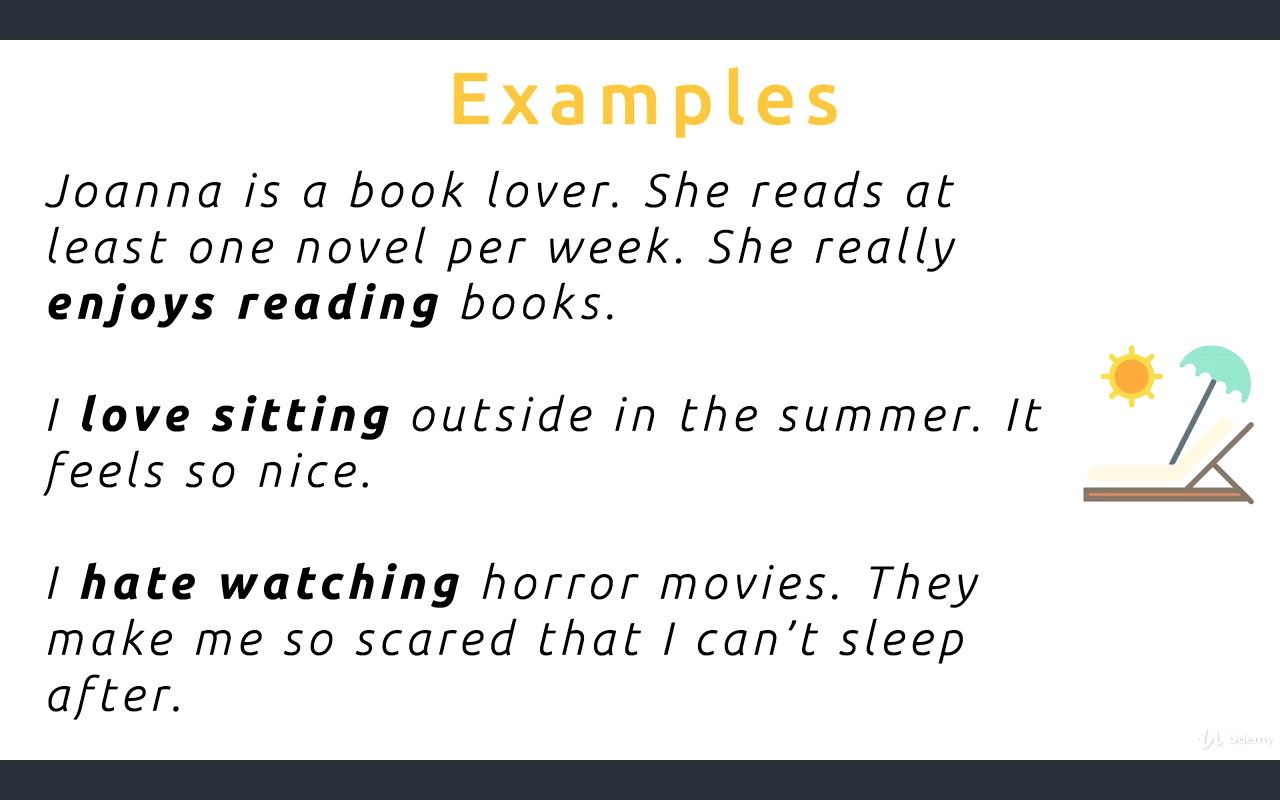 Examples
Joanna is a book lover. She reads at
least one novel per week. She really
enjoys reading books.
I love sitting outside in the summer. It
feels so nice.
I hate watching horror movies. They
make me so scared that I can’t sleep
after.
Udemy